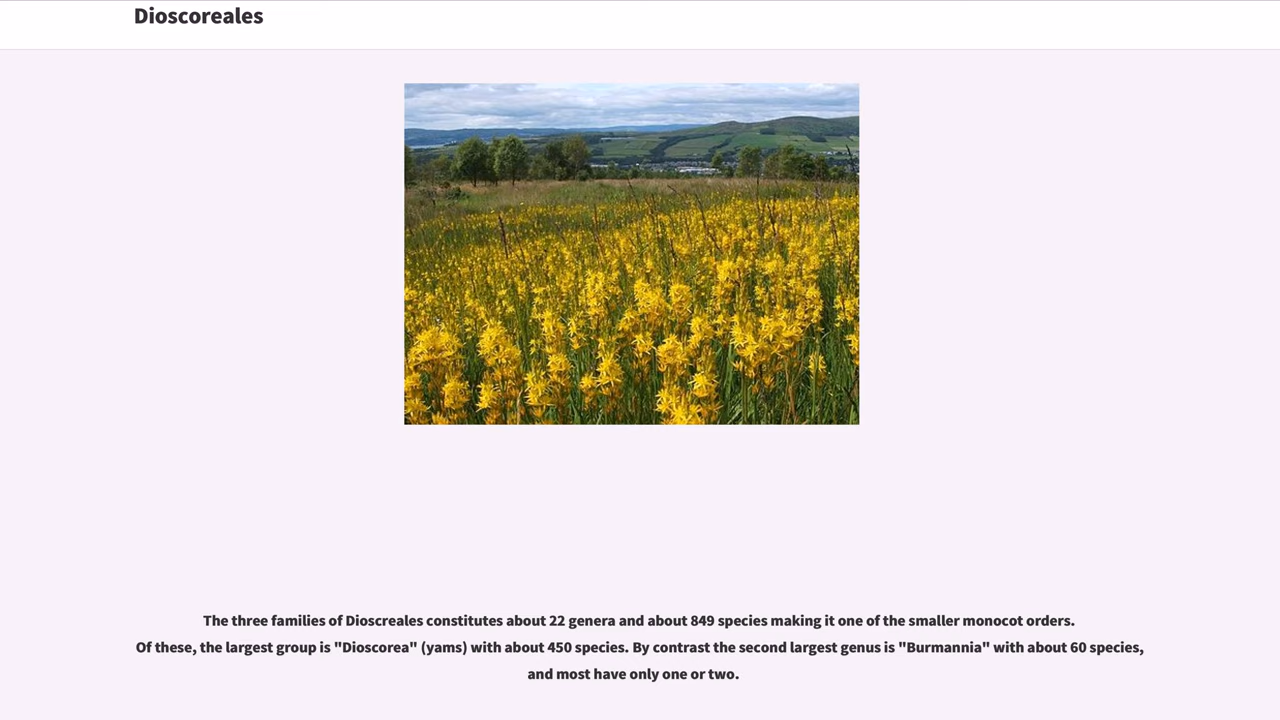 Dioscoreales
The three families of Dioscreales constitutes about 22 genera and about 849 species making it one of the smaller monocot orders.
Of these, the largest group is "Dioscorea" (yams) with about 450 species. By contrast the second largest genus is "Burmannia" with about 60 species,
and most have only one or two.